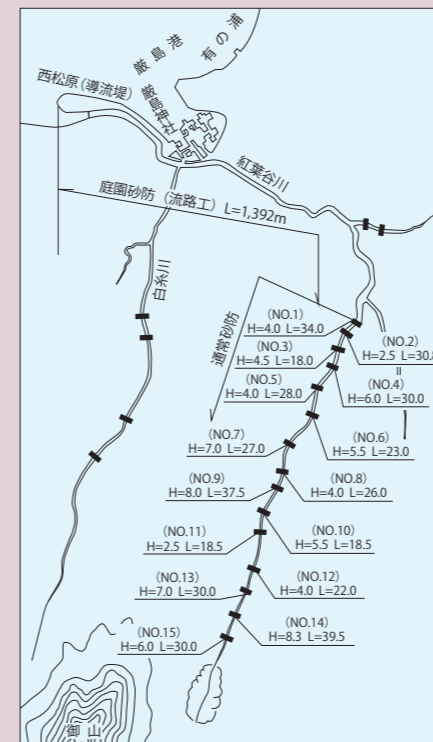 有の浦
厳島港
西松原(導流堤)
厳島神社
紅葉谷川
庭園砂防(流路工)L=1,392m
白糸川
通常砂防
(NO.1)
H=4.0 L=34.0
(NO.2)
H=2.5 L=30.8
(NO.3)
H=4.5 L=18.0
(NO.4)
H=6.0 L=30.0
(NO.5)
H=4.0 L=28.0
(NO.6)
H=5.5 L=23.0
(NO.7)
H=7.0 L=27.0
(NO.8)
H=4.0 L=26.0
(NO.9)
H=8.0 L=37.5
(NO.10)
H=5.5 L=18.5
(NO.11)
H=2.5 L=18.5
(NO.12)
H=4.0 L=22.0
(NO.13)
H=7.0 L=30.0
(NO.14)
H=8.3 L=39.5
(NO.15)
H=6.0 L=30.0
御山